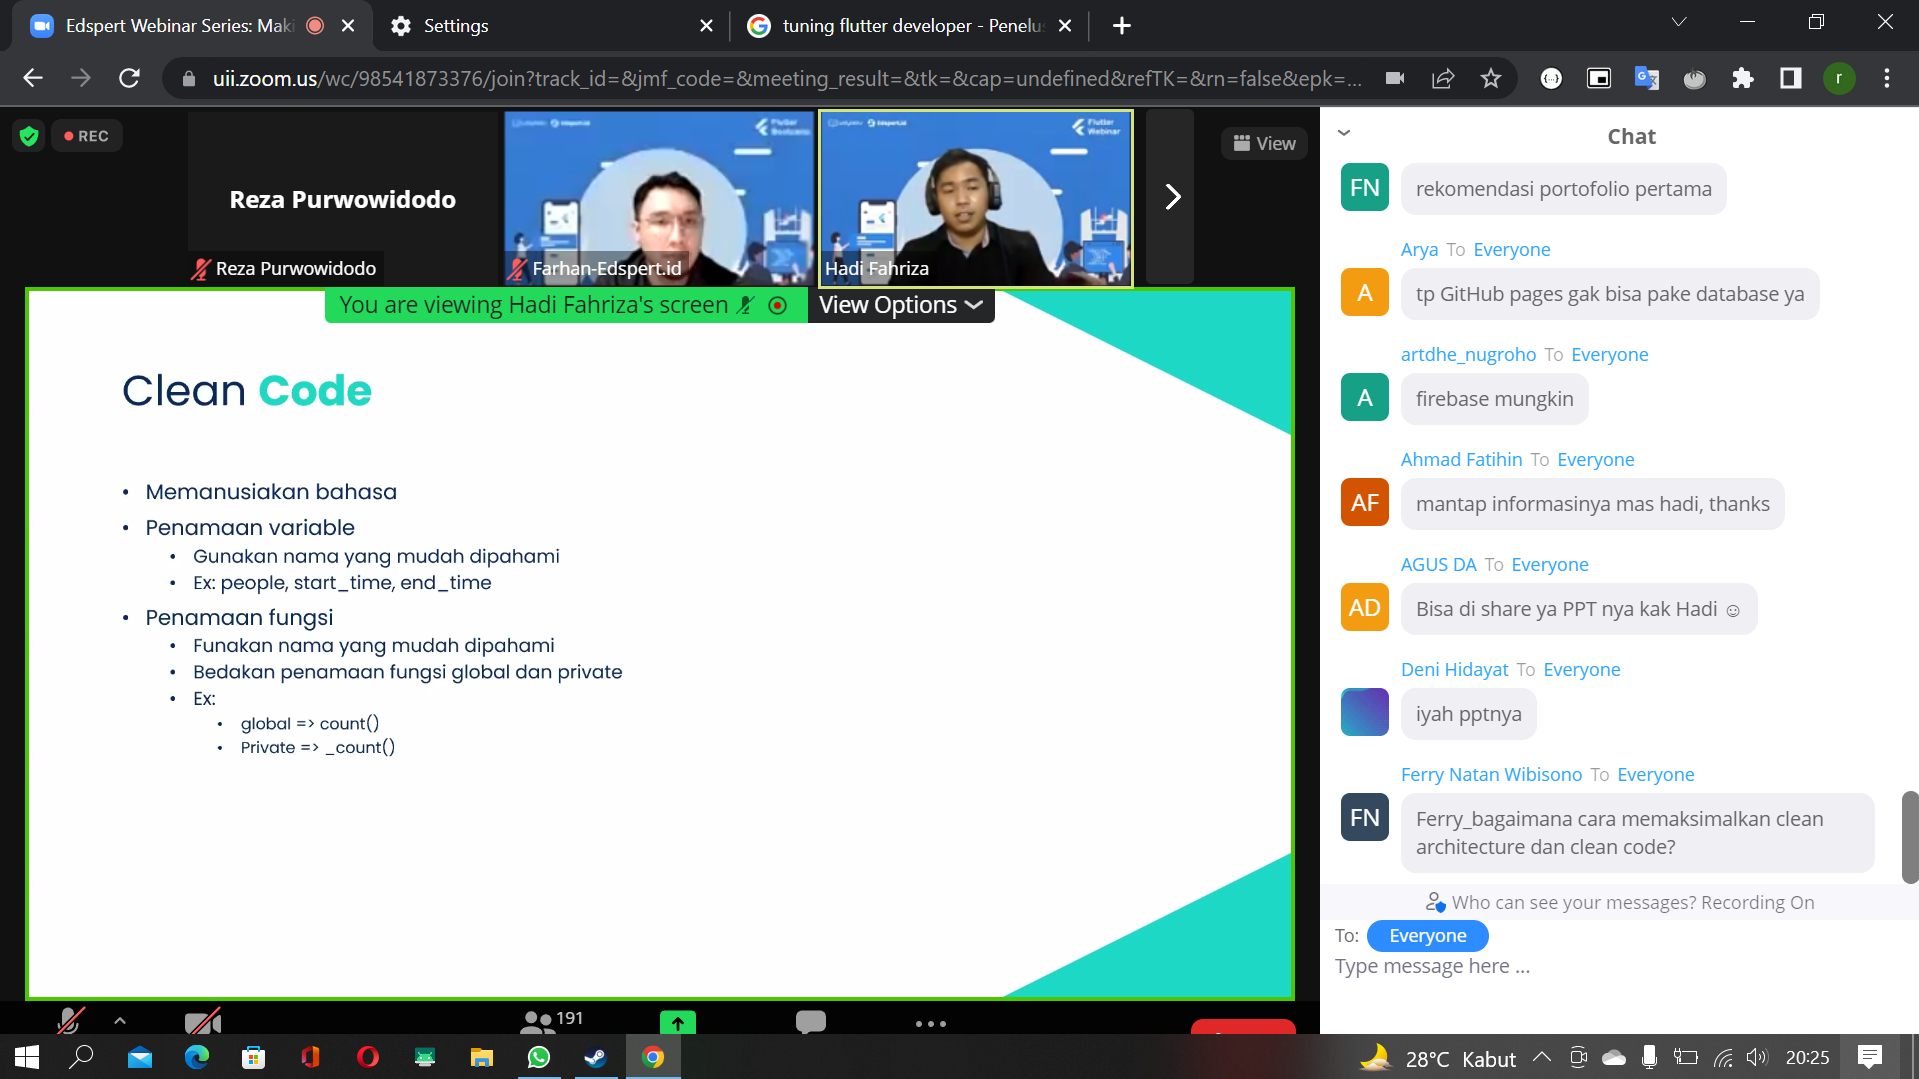 Edspert Webinar Series: Maki
Settings
tuning flutter developer - Penelus
uii.zoom.us/wc/98541873376/join?track_id=&jmf_code=&meeting_result=&tk=&cap=undefined&refTK=&rn=false&epk=...
r
REC
Reza Purwowidodo
Reza Purwowidodo
Flutter
Bootcamp
Farhan-Edspert.id
Edspert.id
Flutter
Webinar
Hadi Fahriza
View
You are viewing Hadi Fahriza's screen
View Options
Clean Code
• Memanusiakan bahasa
• Penamaan variable
• Gunakan nama yang mudah dipahami
• Ex: people, start_time, end_time
• Penamaan fungsi
• Funakan nama yang mudah dipahami
• Bedakan penamaan fungsi global dan private
• Ex:
• global => count()
• Private => _count()
191
Chat
FN
rekomendasi portofolio pertama
Arya To Everyone
A
tp GitHub pages gak bisa pake database ya
artdhe_nugroho To Everyone
A
firebase mungkin
Ahmad Fatihin To Everyone
AF
mantap informasinya mas hadi, thanks
AGUS DA To Everyone
AD
Bisa di share ya PPT nya kak Hadi ☺
Deni Hidayat To Everyone
iyah pptnya
Ferry Natan Wibisono To Everyone
FN
Ferry_bagaimana cara memaksimalkan clean
architecture dan clean code?
Who can see your messages? Recording On
To: Everyone
Type message here ...
28°C Kabut
20:25